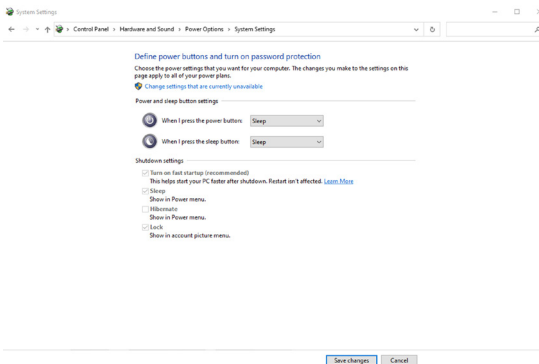 System Settings
Control Panel > Hardware and Sound > Power Options > System Settings
Define power buttons and turn on password protection
Choose the power settings that you want for your computer. The changes you make to the settings on this
page apply to all of your power plans.
Change settings that are currently unavailable
Power and sleep button settings
When I press the power button: Sleep
When I press the sleep button: Sleep
Shutdown settings
Turn on fast startup (recommended)
This helps start your PC faster after shutdown. Restart isn't affected. Learn More
Sleep
Show in Power menu.
Hibernate
Show in Power menu.
Lock
Show in account picture menu.
Save changes Cancel